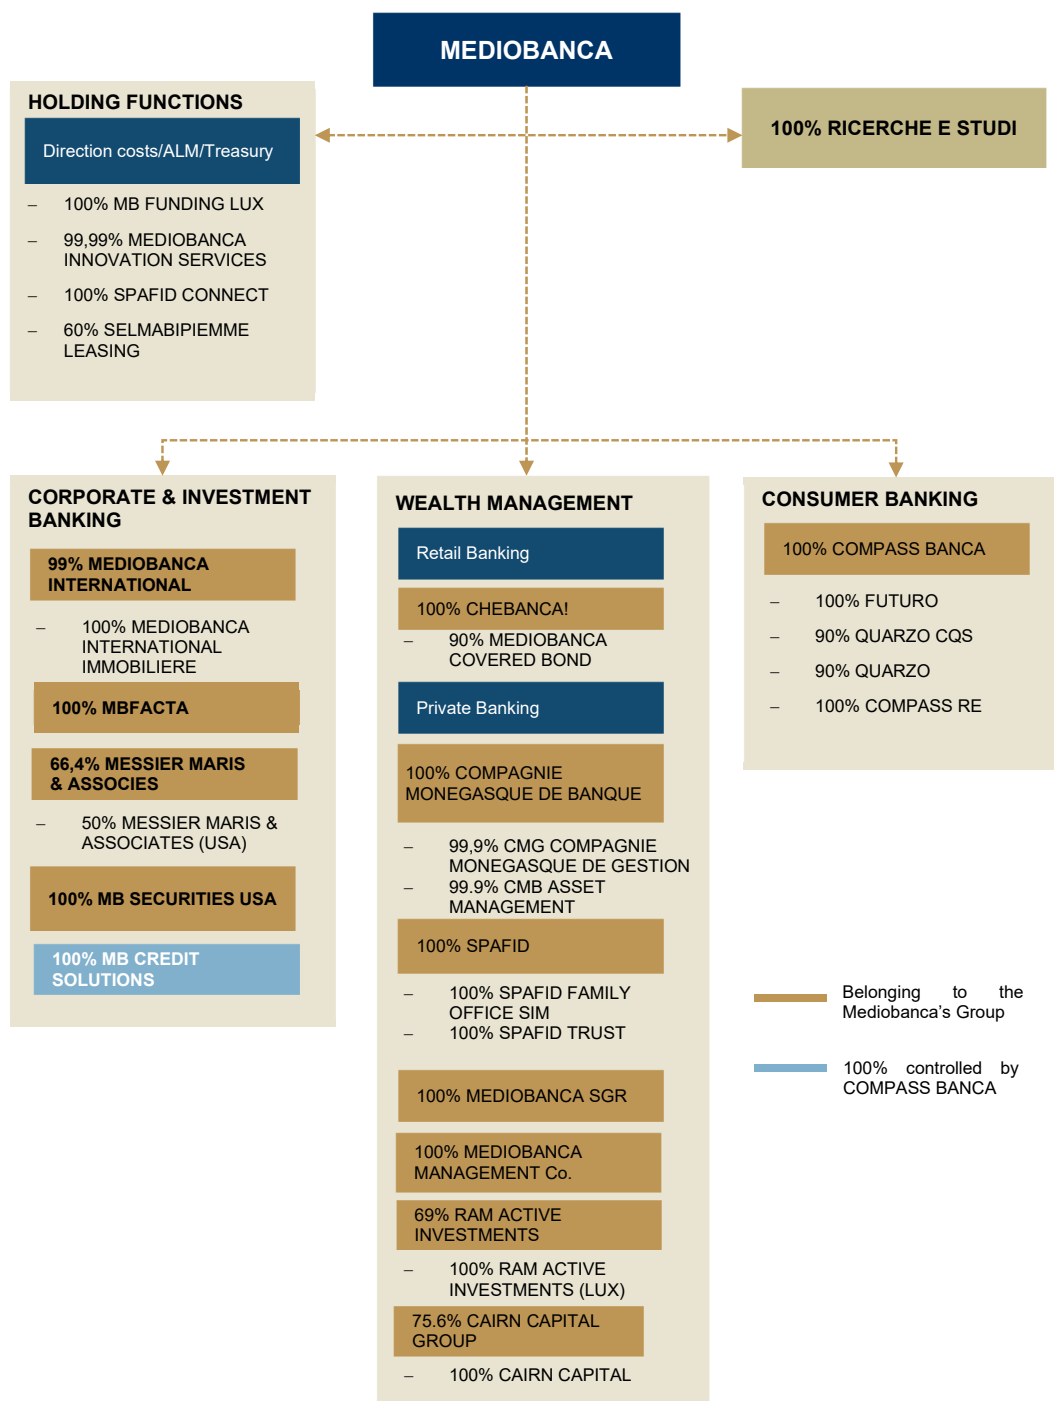 MEDIOBANCA
HOLDING FUNCTIONS
Direction costs/ALM/Treasury
– 100% MB FUNDING LUX
– 99,99% MEDIOBANCA
INNOVATION SERVICES
– 100% SPAFID CONNECT
– 60% SELMABIPIEMME
LEASING
100% RICERCHE E STUDI
CORPORATE & INVESTMENT
BANKING
99% MEDIOBANCA
INTERNATIONAL
– 100% MEDIOBANCA
INTERNATIONAL
IMMOBILIERE
100% MBFACTA
66,4% MESSIER MARIS
& ASSOCIES
– 50% MESSIER MARIS &
ASSOCIATES (USA)
100% MB SECURITIES USA
100% MB CREDIT
SOLUTIONS
WEALTH MANAGEMENT
Retail Banking
100% CHEBANCA!
– 90% MEDIOBANCA
COVERED BOND
Private Banking
100% COMPAGNIE
MONEGASQUE DE BANQUE
– 99,9% CMG COMPAGNIE
MONEGASQUE DE GESTION
– 99.9% CMB ASSET
MANAGEMENT
100% SPAFID
– 100% SPAFID FAMILY
OFFICE SIM
– 100% SPAFID TRUST
100% MEDIOBANCA SGR
100% MEDIOBANCA
MANAGEMENT Co.
69% RAM ACTIVE
INVESTMENTS
– 100% RAM ACTIVE
INVESTMENTS (LUX)
75.6% CAIRN CAPITAL
GROUP
– 100% CAIRN CAPITAL
CONSUMER BANKING
100% COMPASS BANCA
– 100% FUTURO
– 90% QUARZO CQS
– 90% QUARZO
– 100% COMPASS RE
Belonging to the
Mediobanca’s Group
100% controlled by
COMPASS BANCA